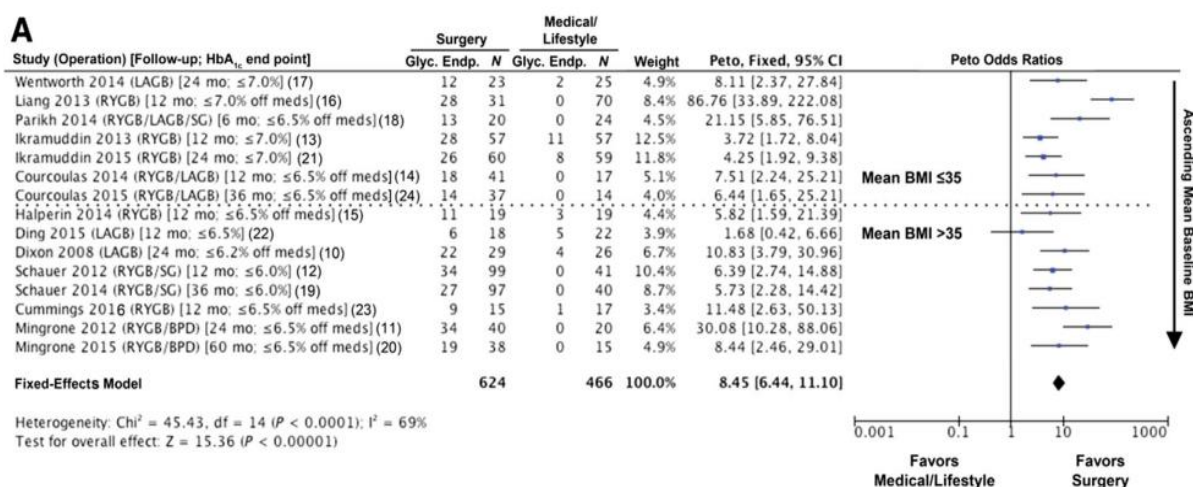 A
Surgery Medical/
Lifestyle
Study (Operation) [Follow-up; HbA1c end point] Glyc. Endp. N Glyc. Endp. N Weight Peto, Fixed, 95% CI Peto Odds Ratios
Wentworth 2014 (LAGB) [24 mo; ≤7.0%] (17) 12 23 2 25 4.9% 8.11 [2.37, 27.84]
Liang 2013 (RYGB) [12 mo; ≤7.0% off meds] (16) 28 31 0 70 8.4% 86.76 [33.89, 222.08]
Parikh 2014 (RYGB/LAGB/SG) [6 mo; ≤6.5% off meds] (18) 13 20 0 24 4.5% 21.15 [5.85, 76.51]
Ikramuddin 2013 (RYGB) [12 mo; ≤7.0%] (13) 28 57 11 57 12.5% 3.72 [1.72, 8.04]
Ikramuddin 2015 (RYGB) [24 mo; ≤7.0%] (21) 26 60 8 59 11.8% 4.25 [1.92, 9.38]
Courcoulas 2014 (RYGB/LAGB) [12 mo; ≤6.5% off meds] (14) 18 41 0 17 5.2% 7.51 [2.24, 25.21] Mean BMI ≤35
Courcoulas 2015 (RYGB/LAGB) [36 mo; ≤6.5% off meds] (24) 14 37 0 14 4.0% 6.44 [1.65, 25.21]
Halperin 2014 (RYGB) [12 mo; ≤6.5% off meds] (15) 11 19 3 19 4.4% 5.82 [1.59, 21.39]
Ding 2015 (LAGB) [12 mo; ≤6.5%] (22) 6 18 5 22 3.8% 1.68 [0.42, 6.66] Mean BMI >35
Dixon 2008 (LAGB) [24 mo; ≤6.2% off meds] (10) 22 29 4 26 6.7% 10.83 [3.79, 30.96]
Schauer 2012 (RYGB/SG) [12 mo; ≤6.0%] (12) 34 99 0 41 10.4% 6.39 [2.74, 14.88]
Schauer 2014 (RYGB/SG) [36 mo; ≤6.0%] (19) 27 97 0 40 8.7% 5.73 [2.28, 14.42]
Cummings 2016 (RYGB) [12 mo; ≤6.5% off meds] (23) 9 15 1 17 3.4% 11.48 [2.63, 50.13]
Mingrone 2012 (RYGB/BPD) [24 mo; ≤6.5% off meds] (11) 34 40 0 20 6.4% 30.08 [10.28, 88.06]
Mingrone 2015 (RYGB/BPD) [60 mo; ≤6.5% off meds] (20) 19 38 0 15 4.9% 8.44 [2.46, 29.01]
Fixed-Effects Model 624 466 100.0% 8.45 [6.44, 11.10]
Heterogeneity: Chi² = 45.43, df = 14 (P < 0.0001); I² = 69%
Test for overall effect: Z = 15.36 (P < 0.00001)
0.001 0.1 1 10 1000
Favors Favors
Medical/Lifestyle Surgery
Ascending Mean Baseline BMI